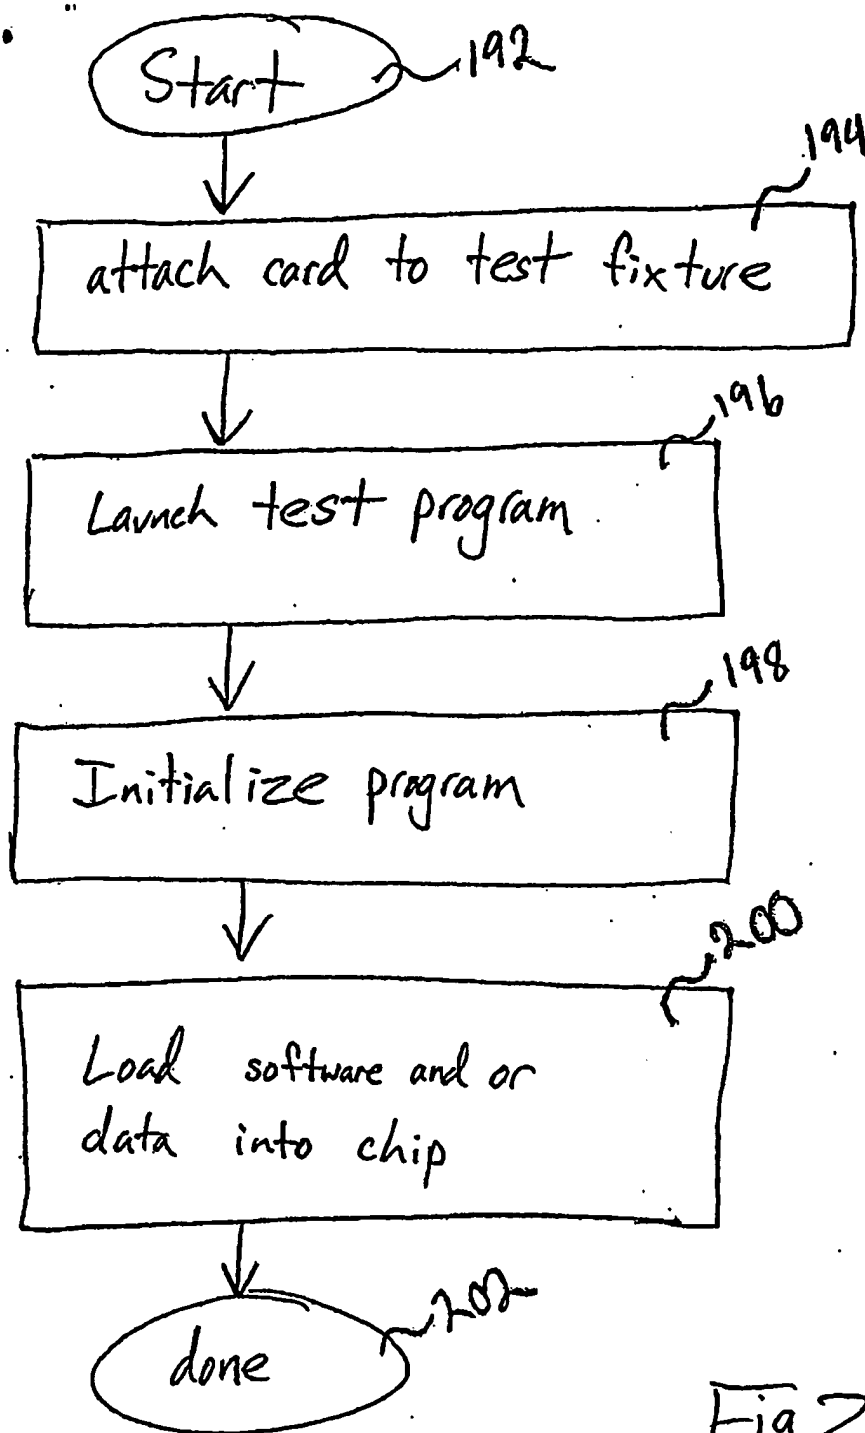 Start
192
194
attach card to test fixture
196
Launch test program
198
Initialize program
200
Load software and or
data into chip
202
done
Fig